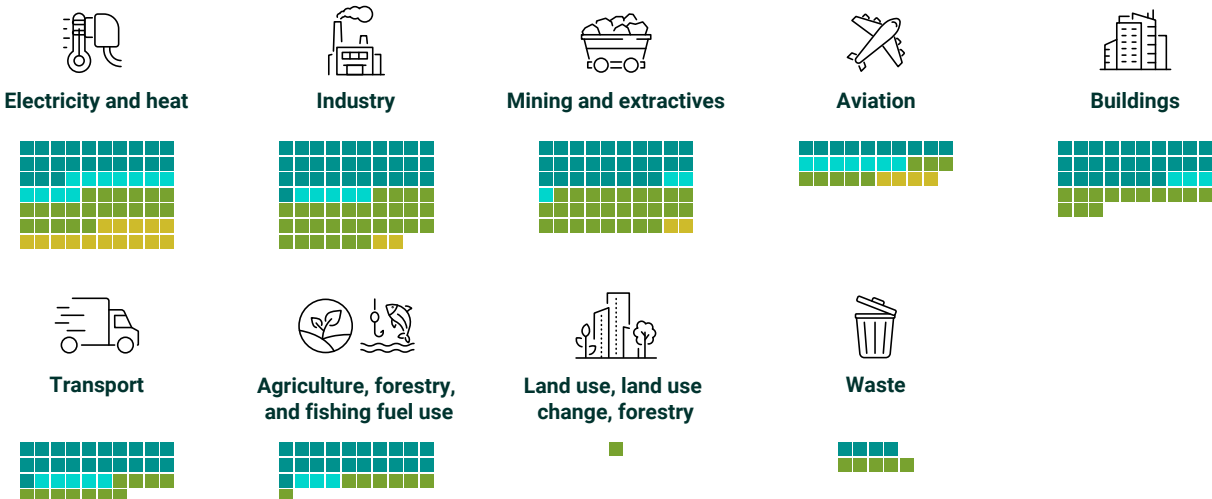 Electricity and heat
Industry
Mining and extractives
Aviation
Buildings
Transport
Agriculture, forestry,
and fishing fuel use
Land use, land use
change, forestry
Waste